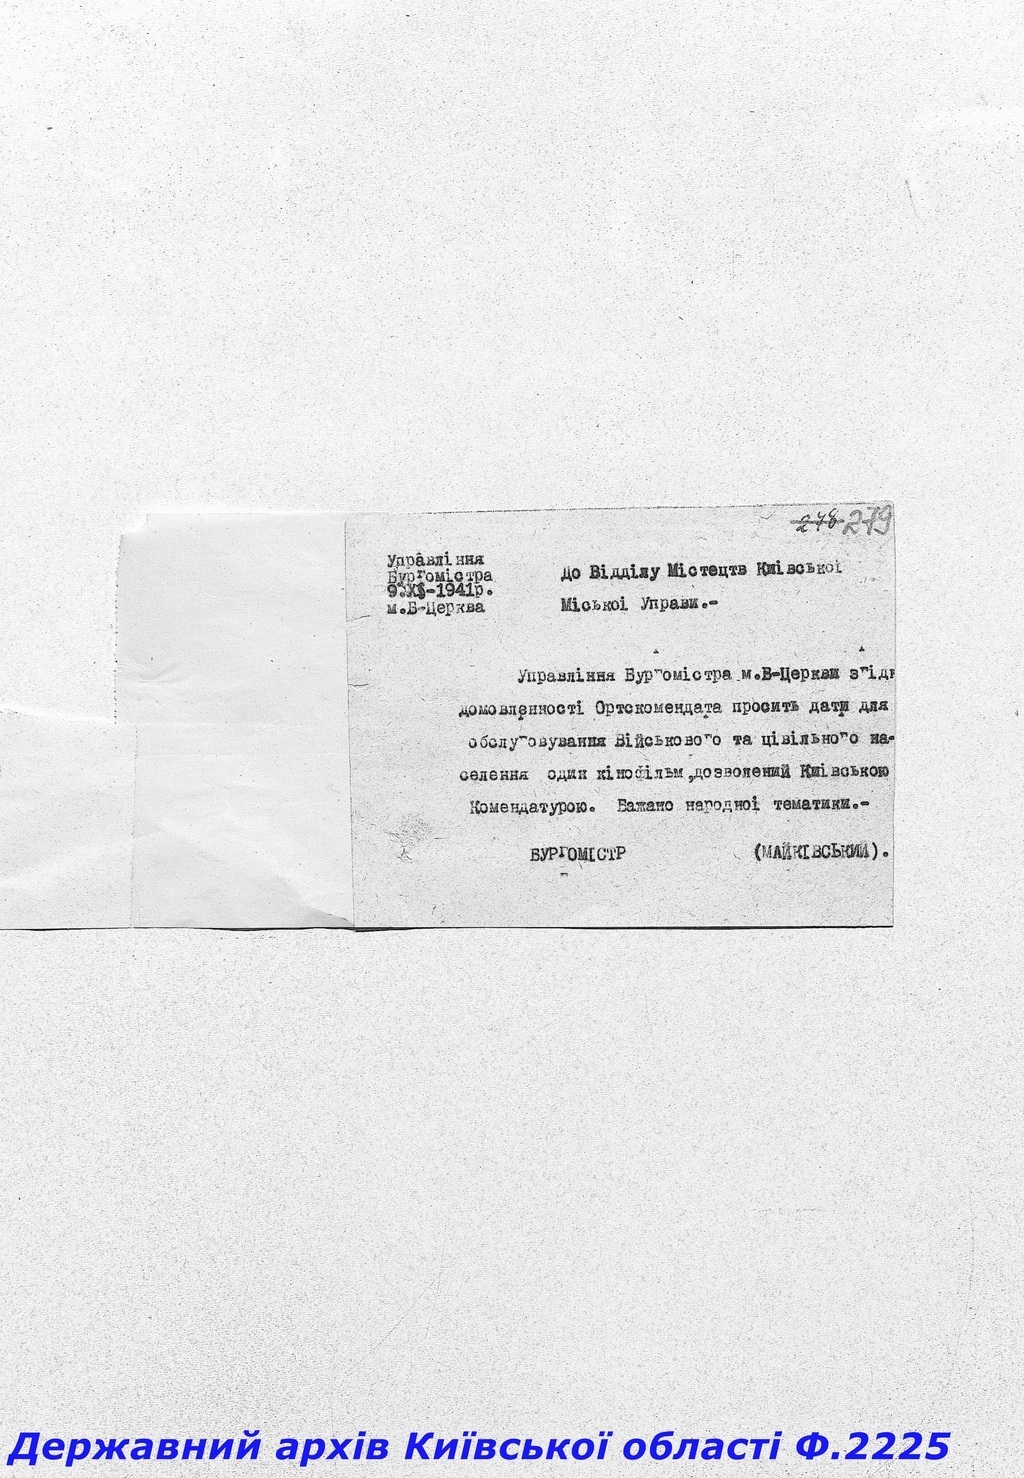 278 279
Управління
Бургомістра
9.XI-1941р.
м.Б-Церква
До Відділу Містецтв Київської
Міської Управи.-
Управління Бургомістра м.Б-Церкви згідн
домовленності Ортскомендата просить дати для
обслуговування Військового та цівільного на-
селення один кінофільм,дозволений Київською
Комендатурою. Бажано народної тематики.-
БУРГОМІСТР (МАЙКІВСЬКИЙ).
Державний архів Київської області Ф.2225